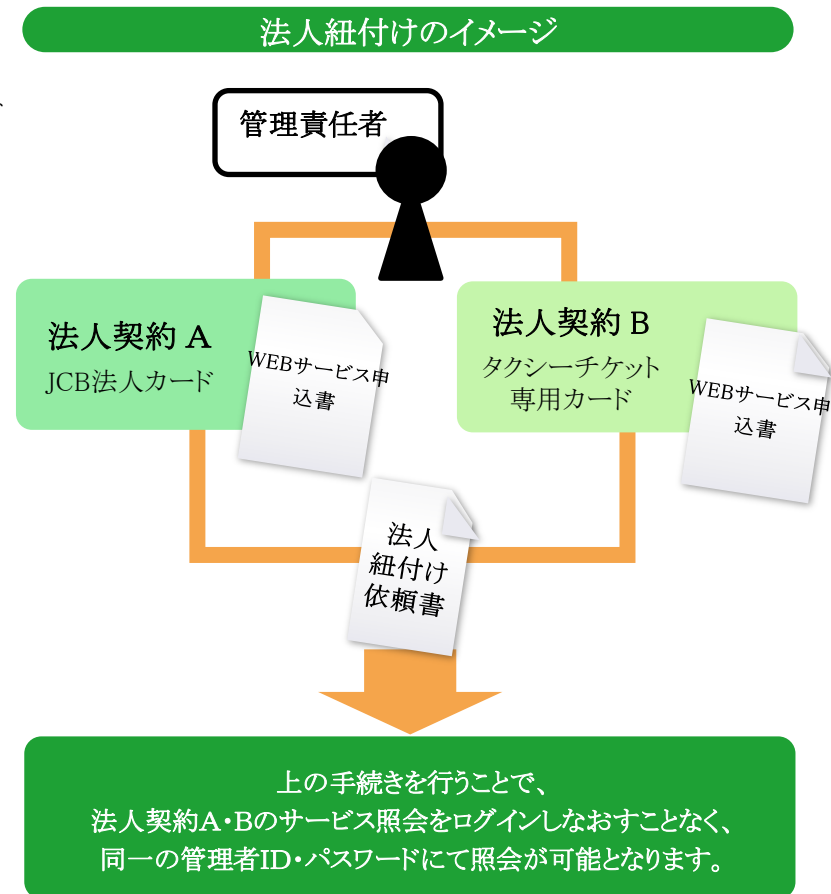 法人紐付けのイメージ
、
管理責任者
法人契約 A
JCB法人カード
WEBサービス申
込書
法人契約 B
タクシーチケット
専用カード
WEBサービス申
込書
法人
紐付け
依頼書
上の手続きを行うことで、
法人契約A・Bのサービス照会をログインしなおすことなく、
同一の管理者ID・パスワードにて照会が可能となります。